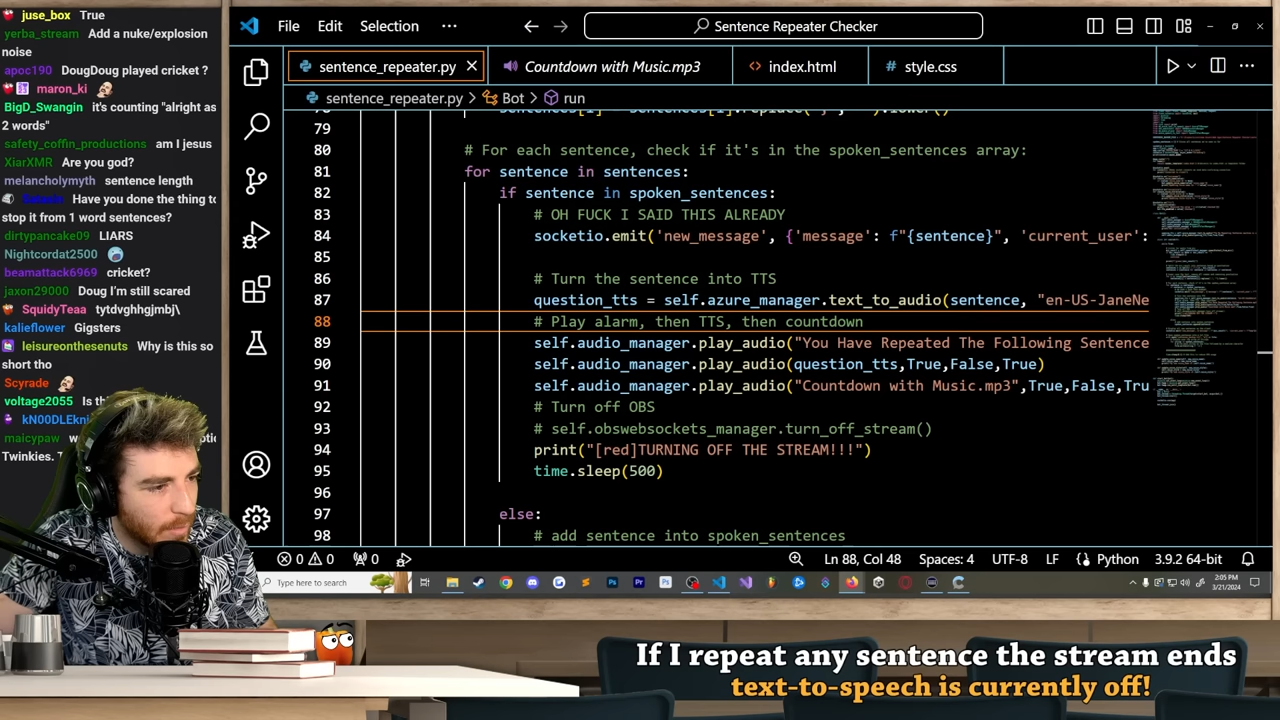 juse_box True
yerba_stream Add a nuke/explosion
noise
apoc190 DougDoug played cricket ?
maron_ki
BigD_Swangin it's counting "alright as
2 words"
safety_coffin_productions am I jesus
XiarXMR Are you god?
melancholymyth sentence length
Have you done the thing to
stop it from 1 word sentences?
dirtypancake09 LIARS
Nightcordat2500
beamattack6969 cricket?
jaxon29000 Doug I'm still scared
SquidyTeaa tytdvghhgjmbj\
kalieflower Gigsters
leisureonthesenuts Why is this so
short tho
Scyrade
voltage2055 Is th
kN00DLEkni
maicypaw
Twinkies.
File Edit Selection ···
Sentence Repeater Checker
sentence_repeater.py
Countdown with Music.mp3
index.html
style.css
sentence_repeater.py > Bot > run
79
80 # For each sentence, check if it's in the spoken_sentences array:
81 for sentence in sentences:
82 if sentence in spoken_sentences:
83 # OH FUCK I SAID THIS ALREADY
84 socketio.emit('new_message', {'message': f"{sentence}", 'current_user':
85
86 # Turn the sentence into TTS
87 question_tts = self.azure_manager.text_to_audio(sentence, "en-US-JaneNe
88 # Play alarm, then TTS, then countdown
89 self.audio_manager.play_audio("You Have Repeated The Following Sentence
90 self.audio_manager.play_audio(question_tts,True,False,True)
91 self.audio_manager.play_audio("Countdown with Music.mp3",True,False,Tru
92 # Turn off OBS
93 # self.obswebsockets_manager.turn_off_stream()
94 print("[red]TURNING OFF THE STREAM!!!")
95 time.sleep(500)
96
97 else:
98 # add sentence into spoken_sentences
0 0 0 Ln 88, Col 48 Spaces: 4 UTF-8 LF Python 3.9.2 64-bit
Type here to search
2:05 PM
3/21/2024
If I repeat any sentence the stream ends
text-to-speech is currently off!